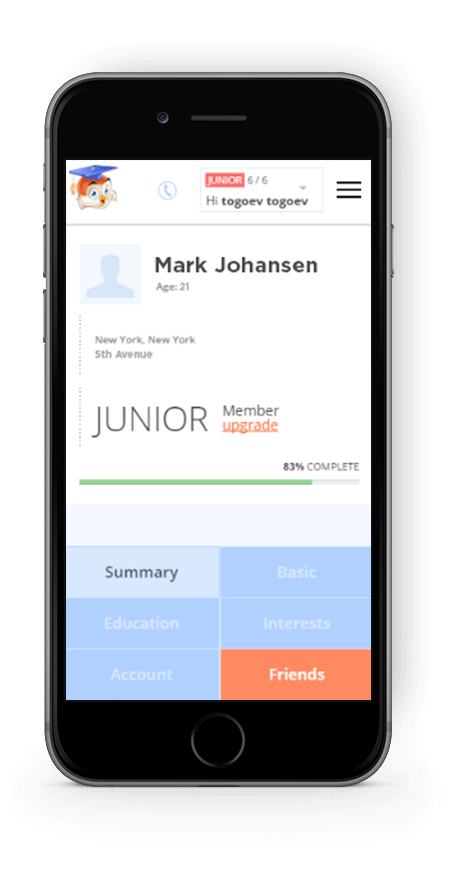 JUNIOR 6 / 6
Hi togoev togoev
Mark Johansen
Age: 21
New York, New York
5th Avenue
JUNIOR
Member
upgrade
83% COMPLETE
Summary
Basic
Education
Interests
Account
Friends